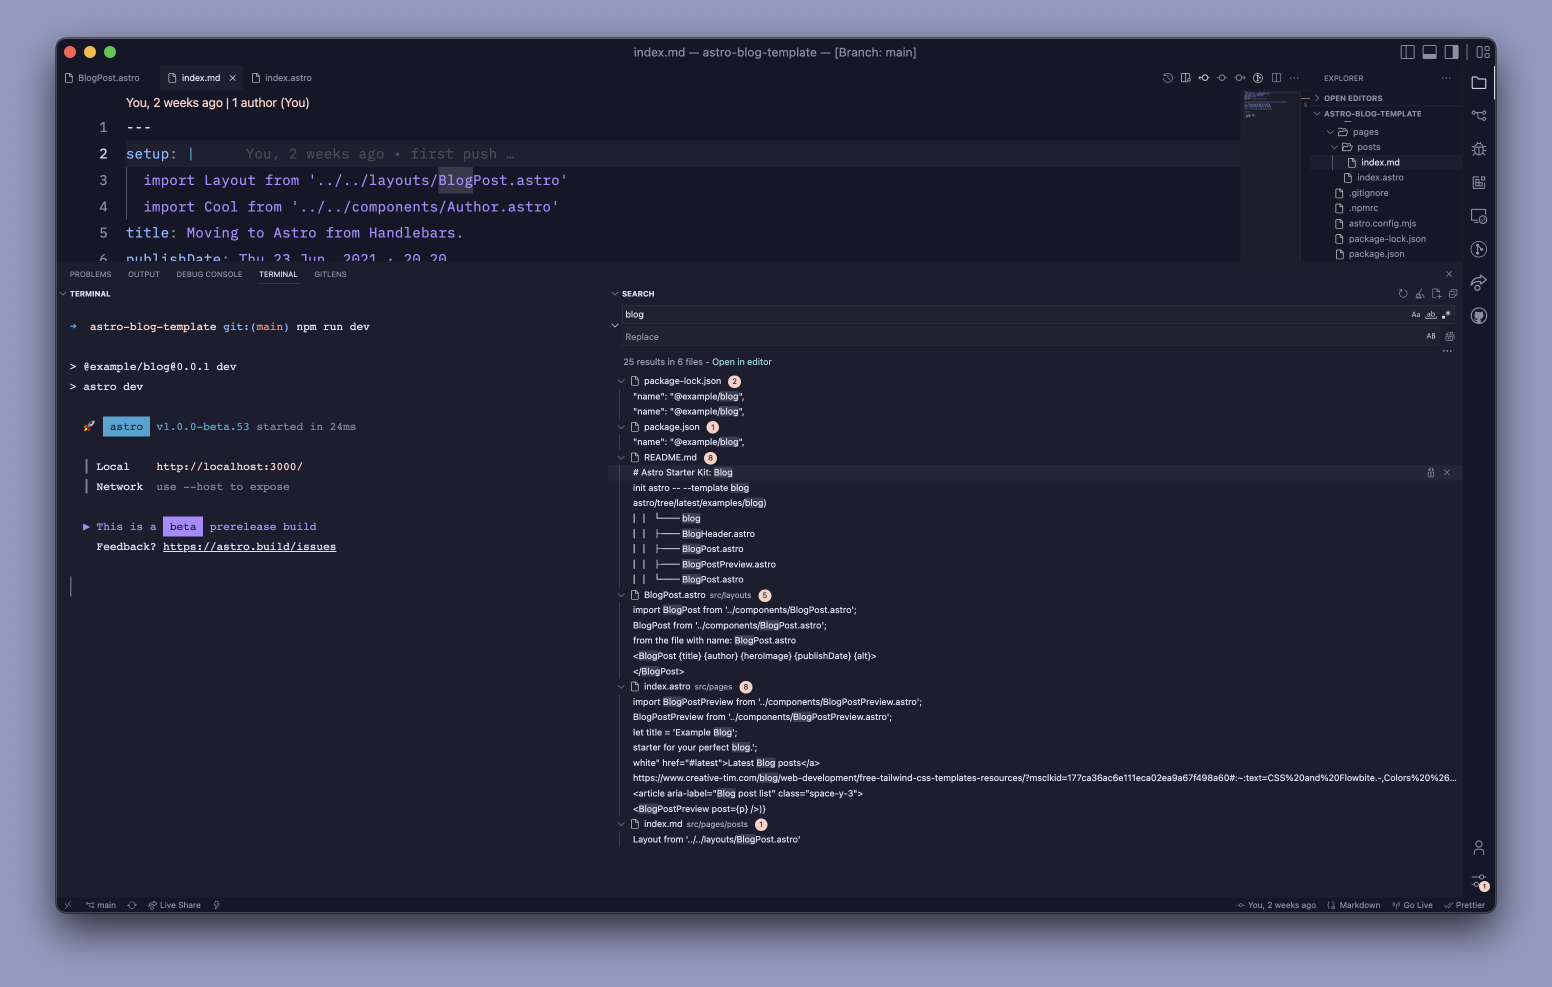 index.md — astro-blog-template — [Branch: main]
BlogPost.astro
index.md
index.astro
You, 2 weeks ago | 1 author (You)
1 ---
2 setup: | You, 2 weeks ago • first push …
3 import Layout from '../../layouts/BlogPost.astro'
4 import Cool from '../../components/Author.astro'
5 title: Moving to Astro from Handlebars.
6 publishDate: Thu 23 Jun, 2021 · 20 20
EXPLORER
OPEN EDITORS
ASTRO-BLOG-TEMPLATE
pages
posts
index.md
index.astro
.gitignore
.npmrc
astro.config.mjs
package-lock.json
package.json
PROBLEMS OUTPUT DEBUG CONSOLE TERMINAL GITLENS
TERMINAL
→ astro-blog-template git:(main) npm run dev
> @example/blog@0.0.1 dev
> astro dev
🚀 astro v1.0.0-beta.53 started in 24ms
┃ Local http://localhost:3000/
┃ Network use --host to expose
▶ This is a beta prerelease build
Feedback? https://astro.build/issues
SEARCH
blog
Aa ab
Replace
AB
25 results in 6 files - Open in editor
package-lock.json 2
"name": "@example/blog",
"name": "@example/blog",
package.json 1
"name": "@example/blog",
README.md 8
# Astro Starter Kit: Blog
init astro -- --template blog
astro/tree/latest/examples/blog)
│ │ └── blog
│ │ ├── BlogHeader.astro
│ │ ├── BlogPost.astro
│ │ ├── BlogPostPreview.astro
│ │ └── BlogPost.astro
BlogPost.astro src/layouts 5
import BlogPost from '../components/BlogPost.astro';
BlogPost from '../components/BlogPost.astro';
from the file with name: BlogPost.astro
<BlogPost {title} {author} {heroImage} {publishDate} {alt}>
</BlogPost>
index.astro src/pages 8
import BlogPostPreview from '../components/BlogPostPreview.astro';
BlogPostPreview from '../components/BlogPostPreview.astro';
let title = 'Example Blog';
starter for your perfect blog.';
white" href="#latest">Latest Blog posts</a>
https://www.creative-tim.com/blog/web-development/free-tailwind-css-templates-resources/?msclkid=177ca36ac6e111eca02ea9a67f498a60#:~:text=CSS%20and%20Flowbite.-,Colors%20%26...
<article aria-label="Blog post list" class="space-y-3">
<BlogPostPreview post={p} />)}
index.md src/pages/posts 1
Layout from '../../layouts/BlogPost.astro'
1
main
Live Share
You, 2 weeks ago
Markdown
Go Live
Prettier